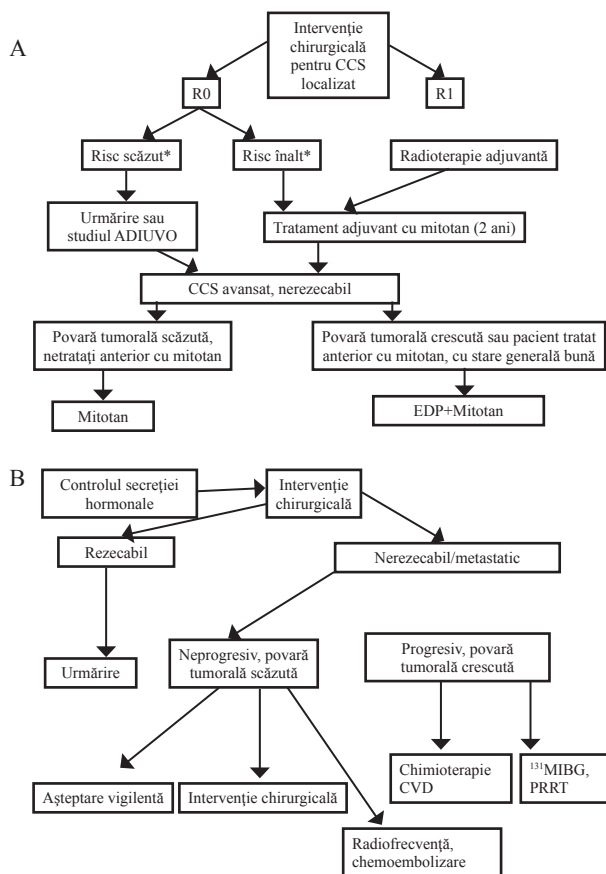 A
Intervenție
chirurgicală
pentru CCS
localizat
R0
R1
Risc scăzut*
Risc înalt*
Radioterapie adjuvantă
Urmărire sau
studiul ADIUVO
Tratament adjuvant cu mitotan (2 ani)
CCS avansat, nerezecabil
Povară tumorală scăzută,
netratați anterior cu mitotan
Povară tumorală crescută sau pacient tratat
anterior cu mitotan, cu stare generală bună
Mitotan
EDP+Mitotan
B
Controlul secreției
hormonale
Intervenție
chirurgicală
Rezecabil
Nerezecabil/metastatic
Urmărire
Neprogresiv, povară
tumorală scăzută
Progresiv, povară
tumorală crescută
Așteptare vigilentă
Intervenție chirurgicală
Chimioterapie
CVD
¹³¹MIBG,
PRRT
Radiofrecvență,
chemoembolizare